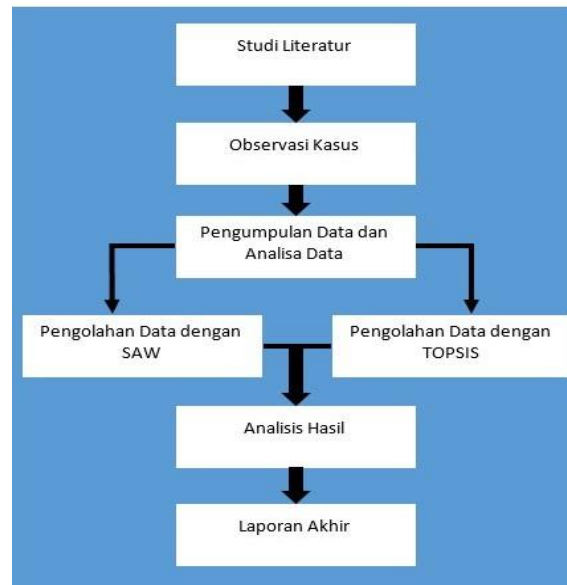 Studi Literatur
Observasi Kasus
Pengumpulan Data dan
Analisa Data
Pengolahan Data dengan
SAW
Pengolahan Data dengan
TOPSIS
Analisis Hasil
Laporan Akhir